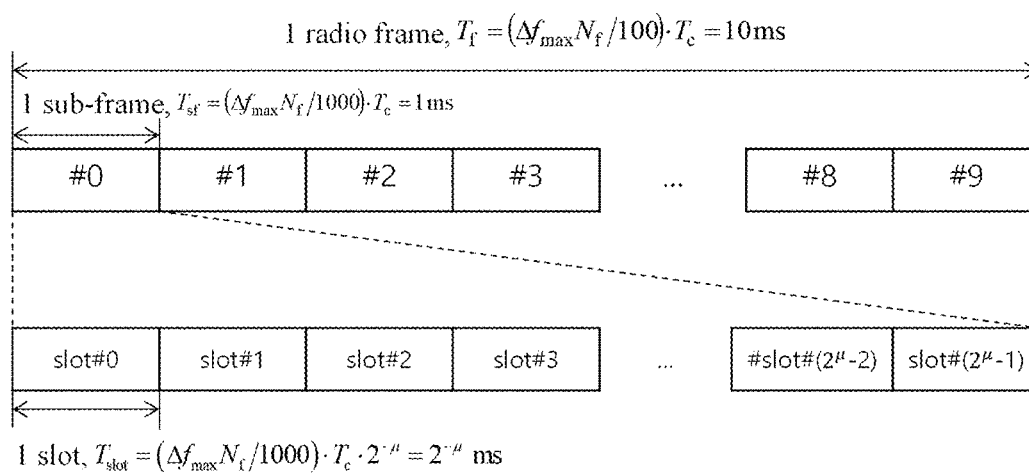 1 radio frame, T_f = (Δf_max N_f/100)·T_c = 10ms
1 sub-frame, T_sf = (Δf_max N_f/1000)·T_c = 1ms
#0 #1 #2 #3 ... #8 #9
slot#0 slot#1 slot#2 slot#3 ... #slot#(2^μ-2) slot#(2^μ-1)
1 slot, T_slot = (Δf_max N_f/1000)·T_c·2^-μ = 2^-μ ms